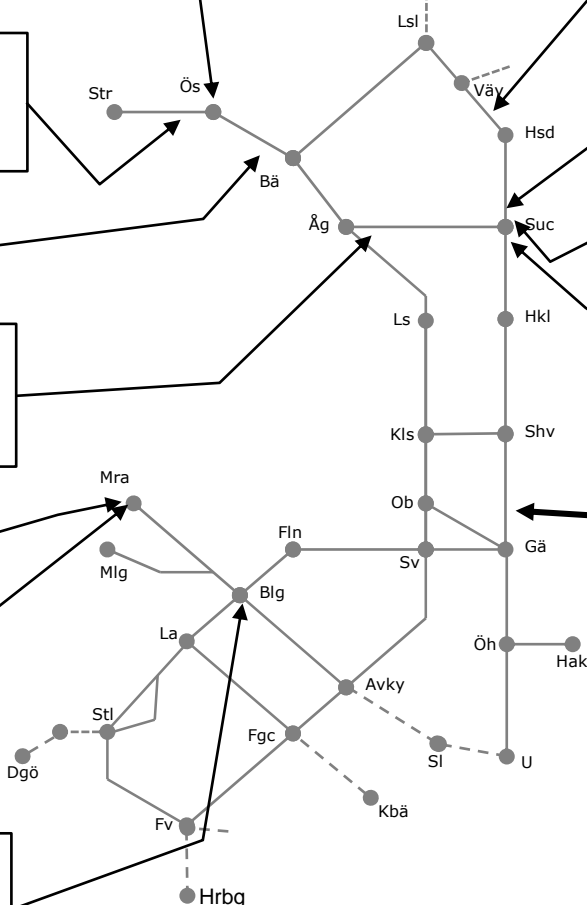 Lsl
Ös
Väy
Str
Hsd
Bä
Åg
Suc
Ls
Hkl
Kls
Shv
Mra
Ob
Fln
Gä
Sv
Mlg
Blg
La
Öh
Hak
Avky
Stl
Fgc
Sl
U
Dgö
Kbä
Fv
Hrbg